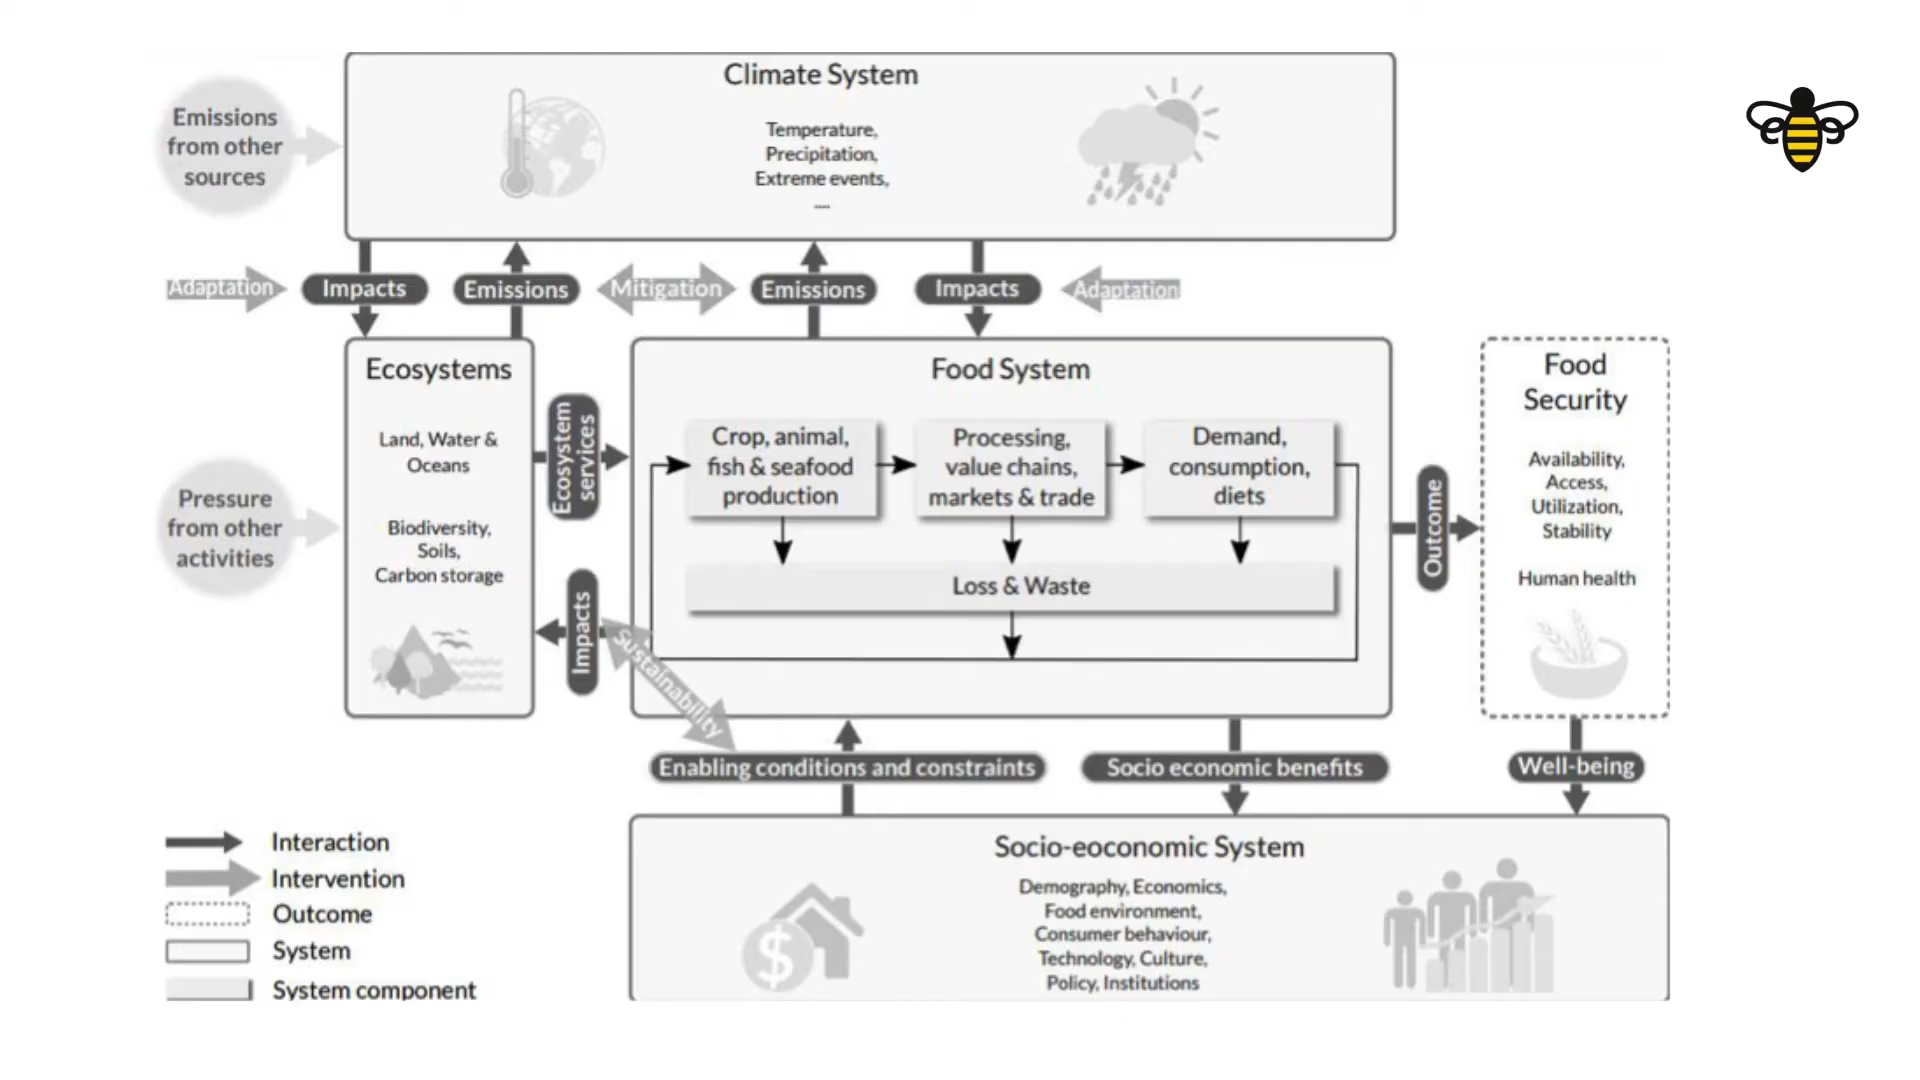 Climate System
Temperature,
Precipitation,
Extreme events,
....
Emissions
from other
sources
Adaptation
Impacts
Emissions
Mitigation
Emissions
Impacts
Adaptation
Ecosystems
Land, Water &
Oceans
Biodiversity,
Soils,
Carbon storage
Pressure
from other
activities
Ecosystem
services
Impacts
Sustainability
Food System
Crop, animal,
fish & seafood
production
Processing,
value chains,
markets & trade
Demand,
consumption,
diets
Loss & Waste
Outcome
Food
Security
Availability,
Access,
Utilization,
Stability
Human health
Enabling conditions and constraints
Socio economic benefits
Well-being
Socio-eoconomic System
Demography, Economics,
Food environment,
Consumer behaviour,
Technology, Culture,
Policy, Institutions
$
Interaction
Intervention
Outcome
System
System component